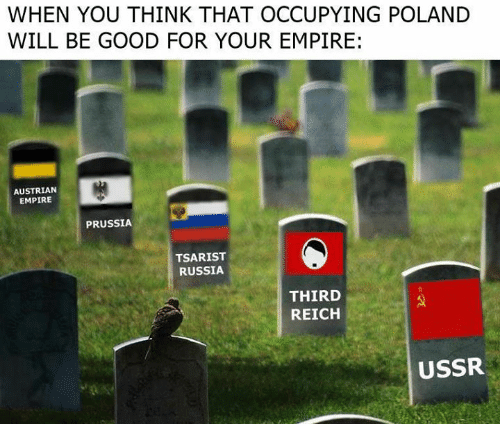 WHEN YOU THINK THAT OCCUPYING POLAND
WILL BE GOOD FOR YOUR EMPIRE:
AUSTRIAN
EMPIRE
PRUSSIA
TSARIST
RUSSIA
THIRD
REICH
USSR